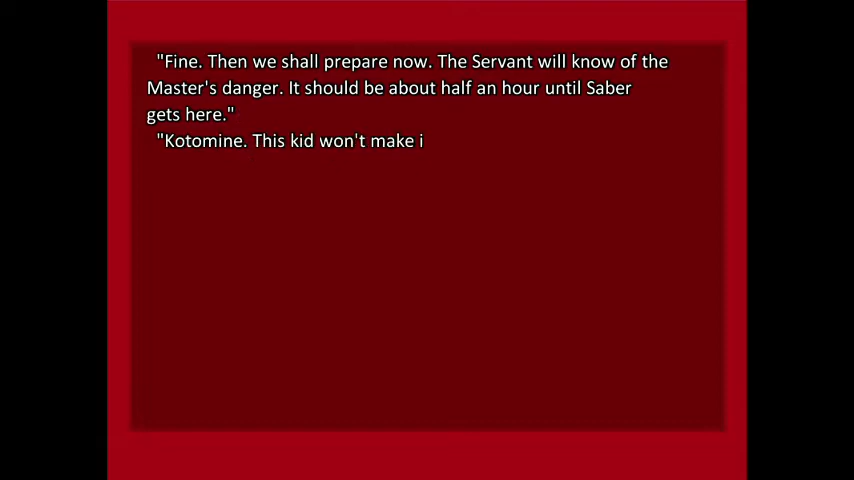 "Fine. Then we shall prepare now. The Servant will know of the
Master's danger. It should be about half an hour until Saber
gets here."
"Kotomine. This kid won't make i